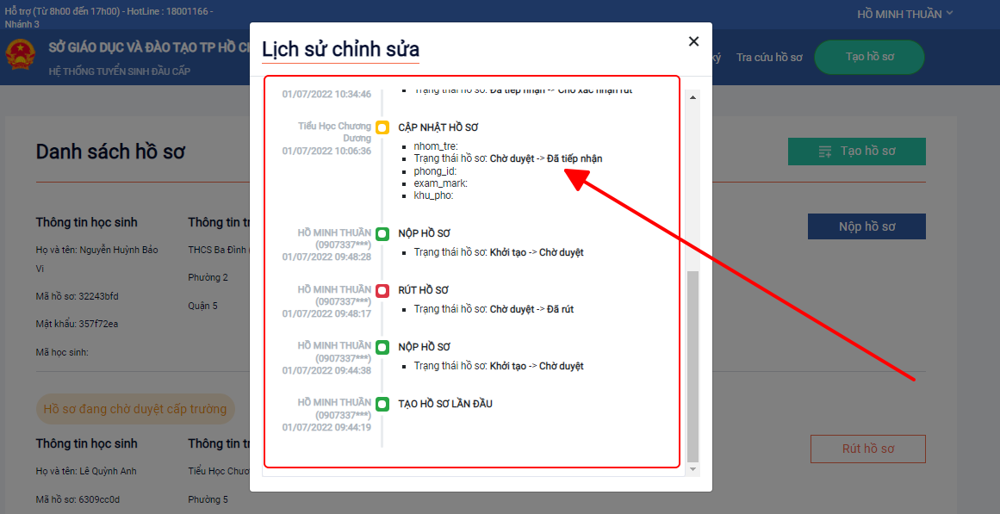 Hỗ trợ (Từ 8h00 đến 17h00) - HotLine : 18001166 -
Nhánh 3
HỒ MINH THUẦN
SỞ GIÁO DỤC VÀ ĐÀO TẠO TP HỒ
HỆ THỐNG TUYỂN SINH ĐẦU CẤP
Tra cứu hồ sơ
Tạo hồ sơ
Danh sách hồ sơ
Tạo hồ sơ
Nộp hồ sơ
Thông tin học sinh
Thông tin
Họ và tên: Nguyễn Huỳnh Bảo
Vi
THCS Ba Đình
Phường 2
Mã hồ sơ: 32243bfd
Quận 5
Mật khẩu: 357f72ea
Mã học sinh:
Hồ sơ đang chờ duyệt cấp trường
Thông tin học sinh
Thông tin
Rút hồ sơ
Họ và tên: Lê Quỳnh Anh
Tiểu Học
Mã hồ sơ: 6309cc0d
Phường 5
Lịch sử chỉnh sửa
01/07/2022 10:34:46
Trạng thái hồ sơ: Đã tiếp nhận -> Chờ xác nhận rút
Tiểu Học Chương
Dương
01/07/2022 10:06:36
CẬP NHẬT HỒ SƠ
nhom_tre:
Trạng thái hồ sơ: Chờ duyệt -> Đã tiếp nhận
phong_id:
exam_mark:
khu_pho:
HỒ MINH THUẦN
(0907337***)
01/07/2022 09:48:28
NỘP HỒ SƠ
Trạng thái hồ sơ: Khởi tạo -> Chờ duyệt
HỒ MINH THUẦN
(0907337***)
01/07/2022 09:48:17
RÚT HỒ SƠ
Trạng thái hồ sơ: Chờ duyệt -> Đã rút
HỒ MINH THUẦN
(0907337***)
01/07/2022 09:44:38
NỘP HỒ SƠ
Trạng thái hồ sơ: Khởi tạo -> Chờ duyệt
HỒ MINH THUẦN
(0907337***)
01/07/2022 09:44:19
TẠO HỒ SƠ LẦN ĐẦU